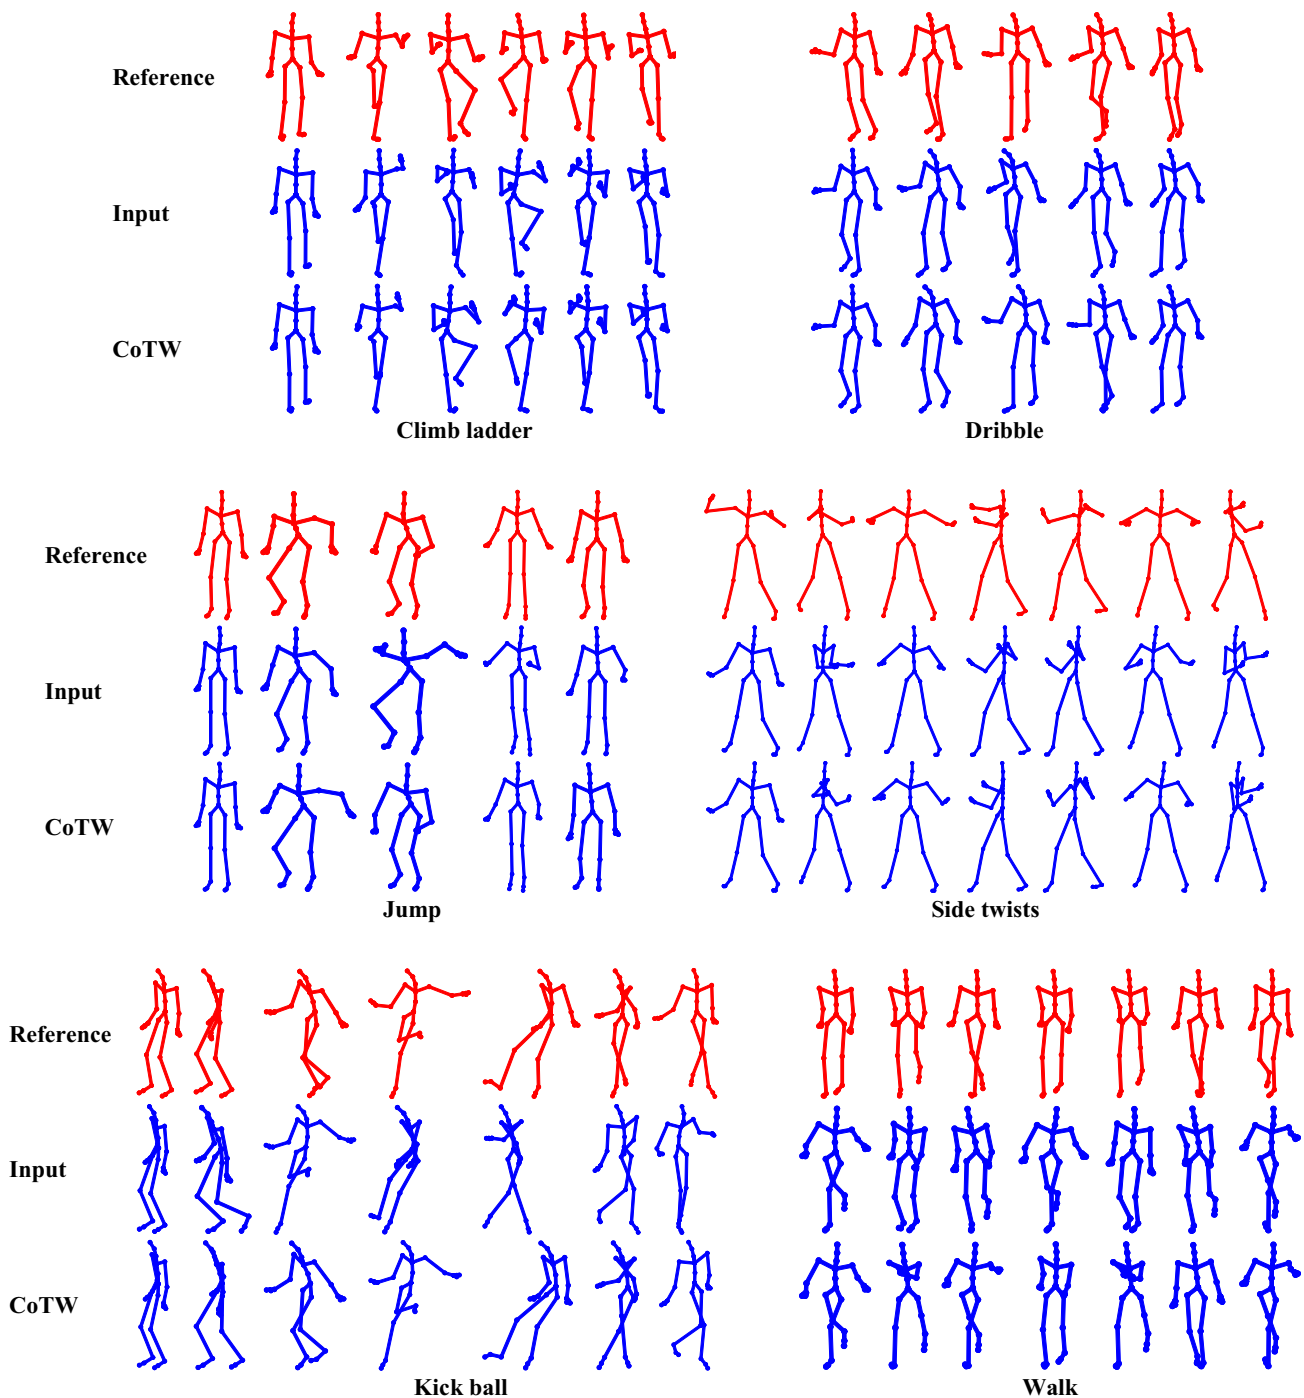 Reference
Input
CoTW
Climb ladder
Dribble
Reference
Input
CoTW
Jump
Side twists
Reference
Input
CoTW
Kick ball
Walk